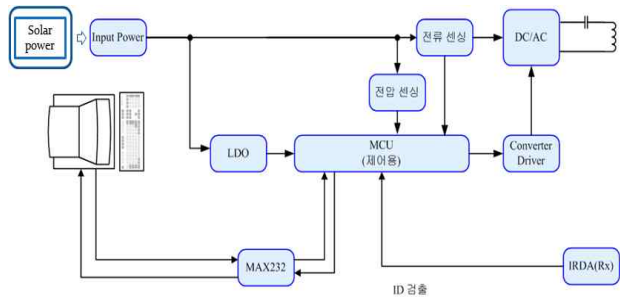 Solar
power
Input Power
전류 센싱
DC/AC
전압 센싱
LDO
MCU
(제어용)
Converter
Driver
MAX232
IRDA(Rx)
ID 검출